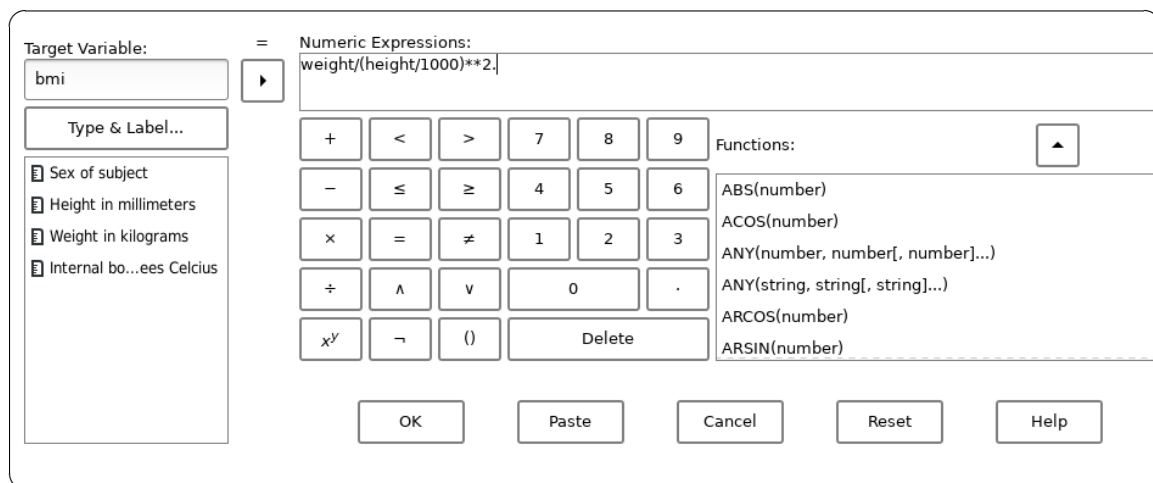 Target Variable:
=
Numeric Expressions:
bmi
weight/(height/1000)**2.
Type & Label...
Sex of subject
Height in millimeters
Weight in kilograms
Internal bo...ees Celcius
+ < > 7 8 9
− ≤ ≥ 4 5 6
× = ≠ 1 2 3
÷ ∧ ∨ 0 .
xʸ ¬ () Delete
Functions:
ABS(number)
ACOS(number)
ANY(number, number[, number]...)
ANY(string, string[, string]...)
ARCOS(number)
ARSIN(number)
OK Paste Cancel Reset Help